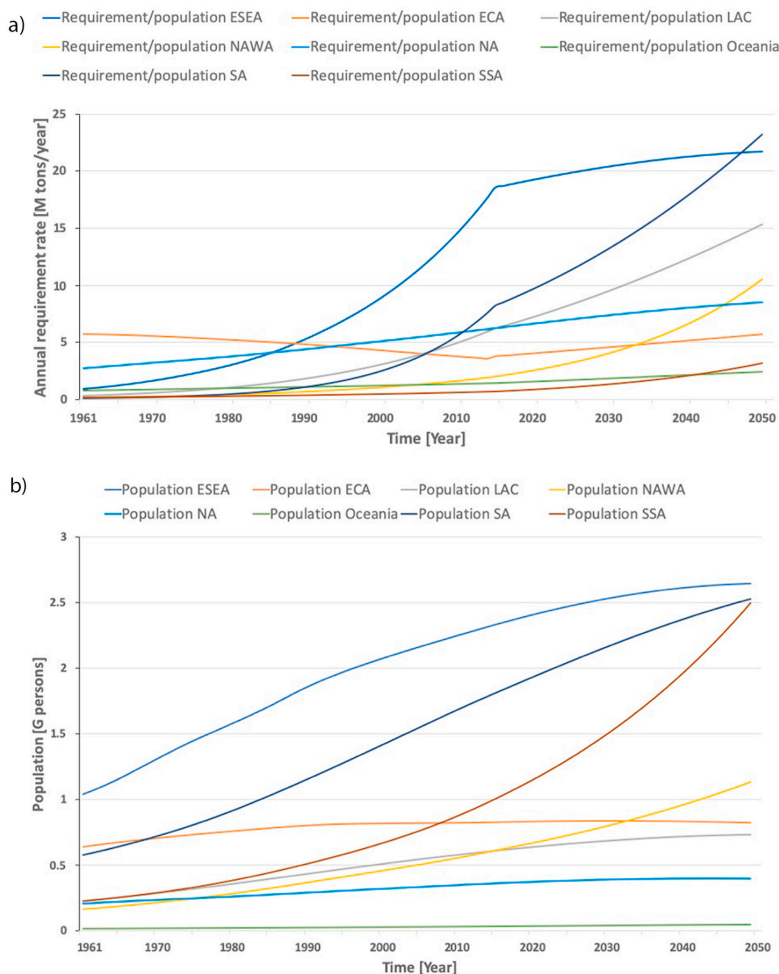 a)
Requirement/population ESEA Requirement/population ECA Requirement/population LAC
Requirement/population NAWA Requirement/population NA Requirement/population Oceania
Requirement/population SA Requirement/population SSA
Annual requirement rate [M tons/year]
25
20
15
10
5
0
1961 1970 1980 1990 2000 2010 2020 2030 2040 2050
Time [Year]
b)
Population ESEA Population ECA Population LAC Population NAWA
Population NA Population Oceania Population SA Population SSA
Population [G persons]
3
2.5
2
1.5
1
0.5
0
1961 1970 1980 1990 2000 2010 2020 2030 2040 2050
Time [Year]